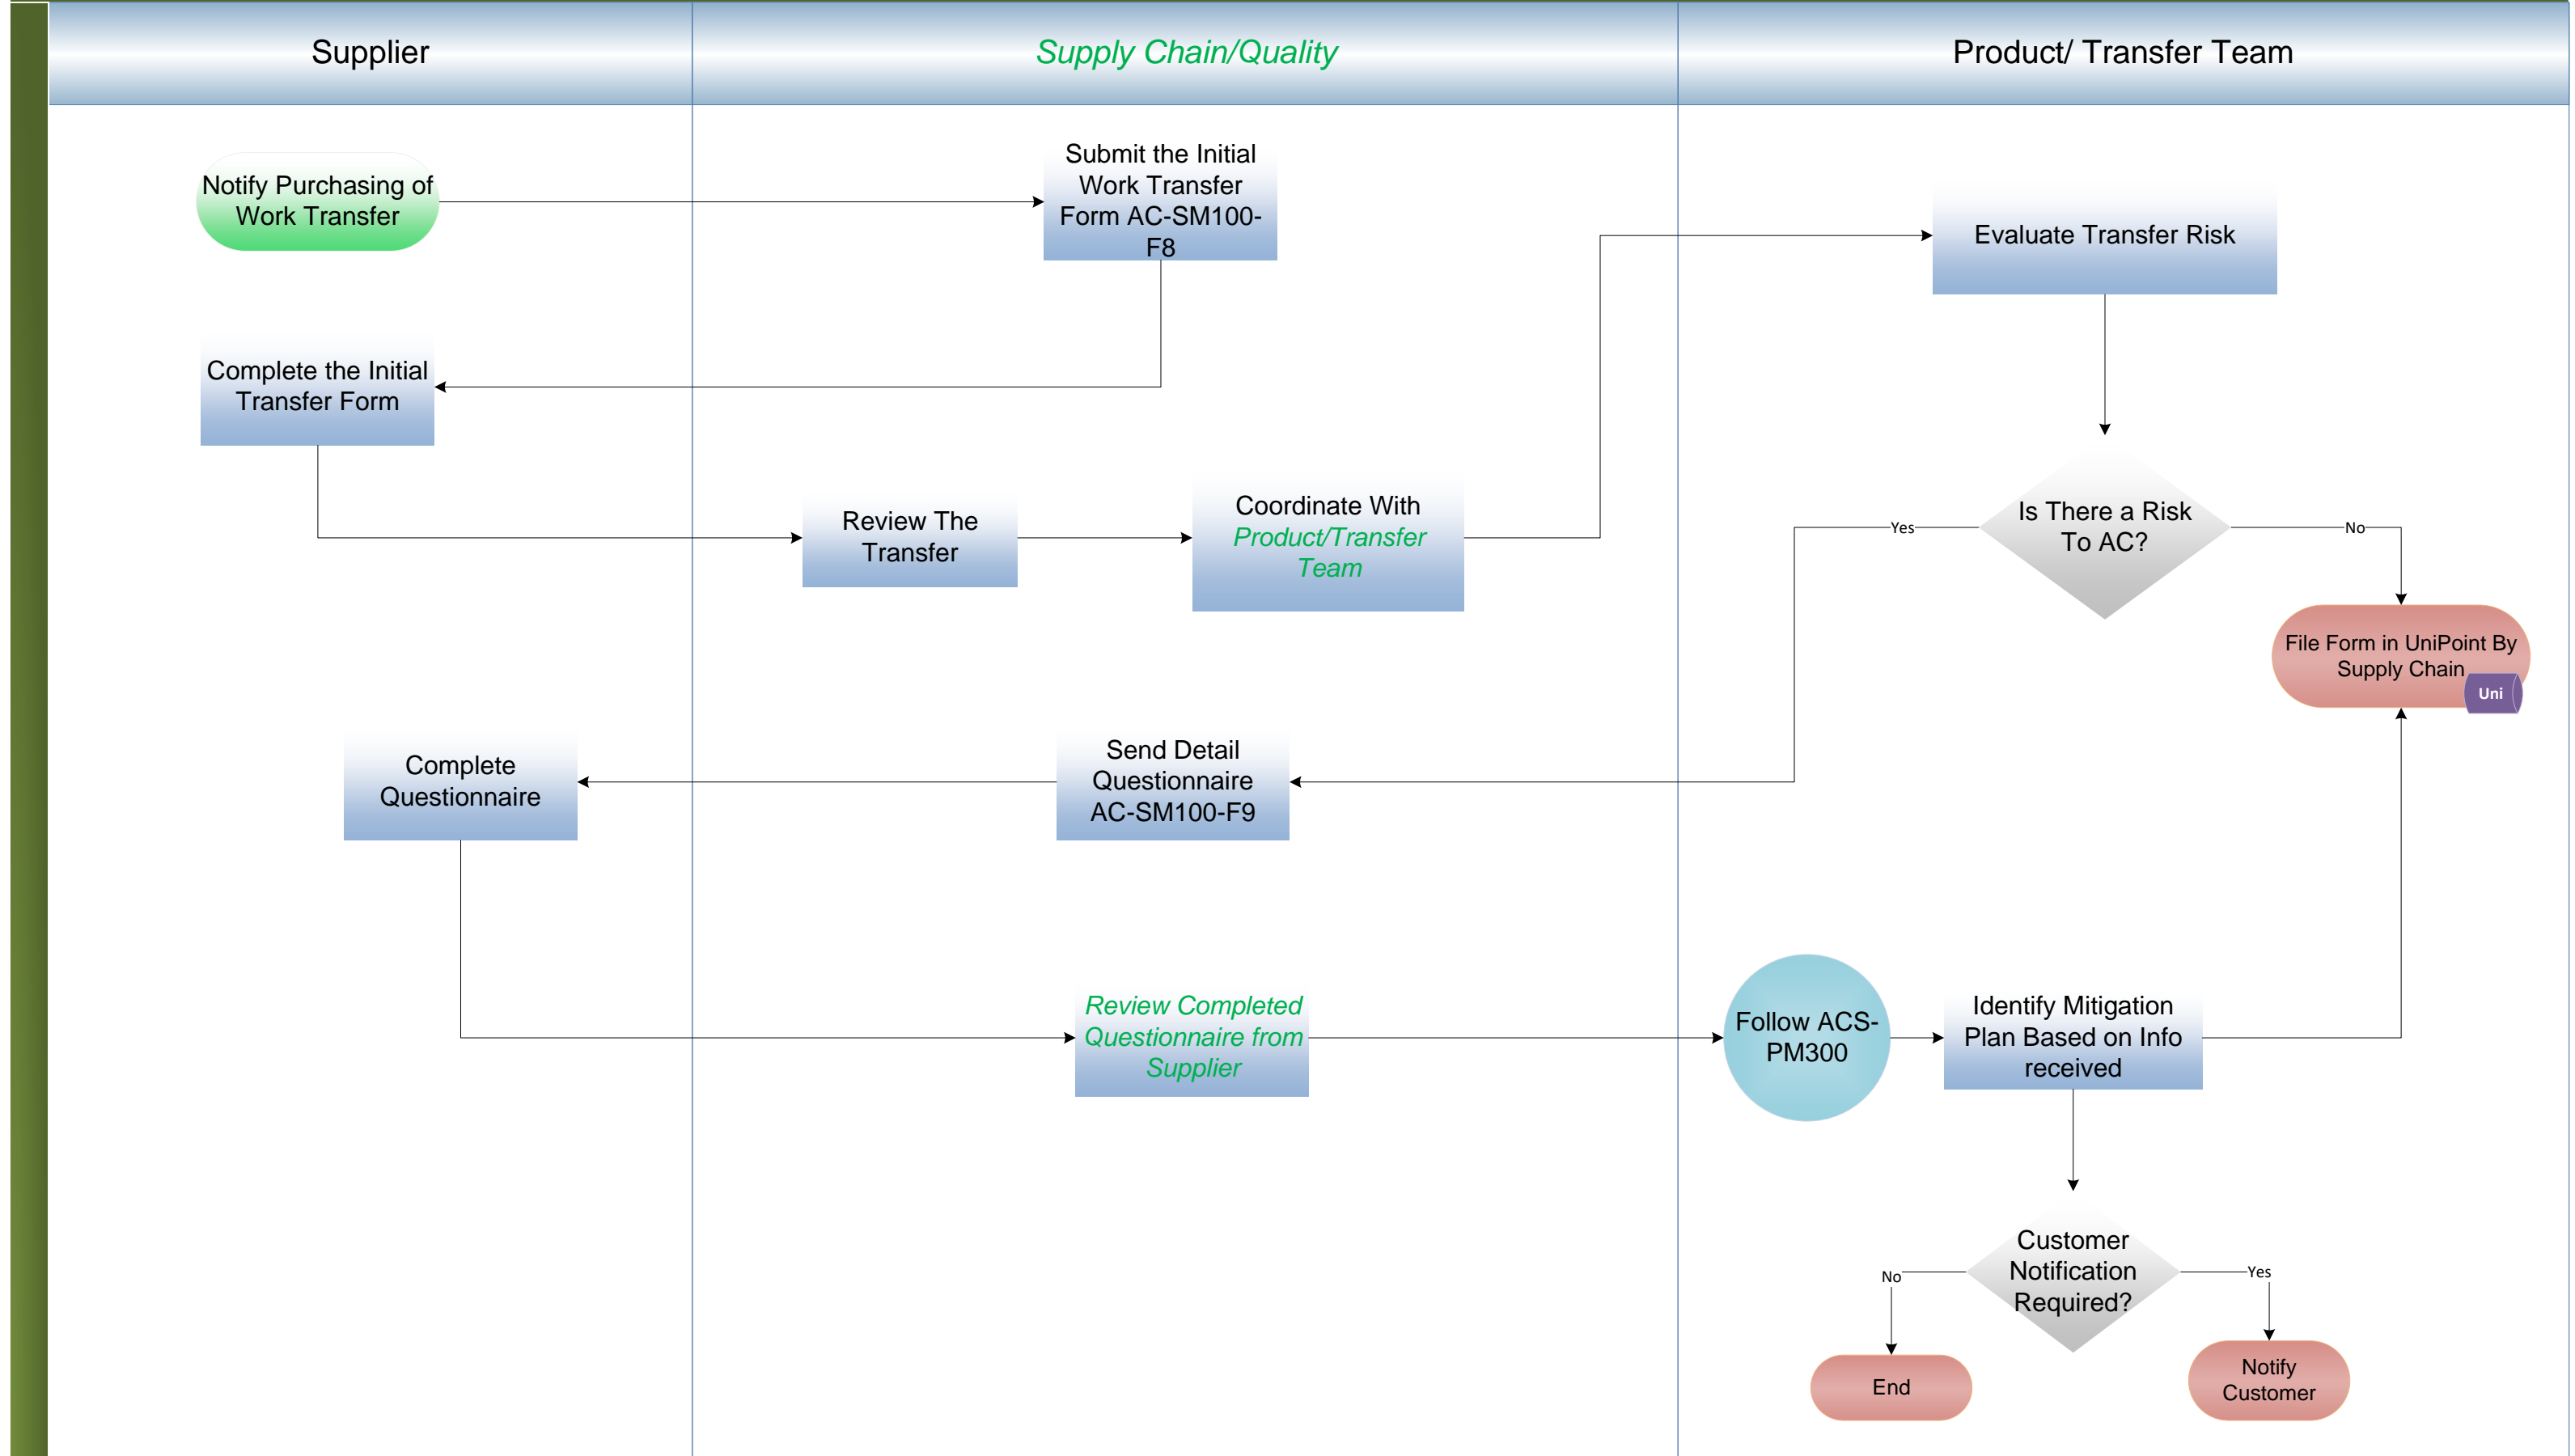 Supplier
Supply Chain/Quality
Product/ Transfer Team
Notify Purchasing of
Work Transfer
Submit the Initial
Work Transfer
Form AC-SM100-
F8
Evaluate Transfer Risk
Complete the Initial
Transfer Form
Review The
Transfer
Coordinate With
Product/Transfer
Team
Yes
Is There a Risk
To AC?
No
File Form in UniPoint By
Supply Chain
Uni
Complete
Questionnaire
Send Detail
Questionnaire
AC-SM100-F9
Review Completed
Questionnaire from
Supplier
Follow ACS-
PM300
Identify Mitigation
Plan Based on Info
received
No
Customer
Notification
Required?
Yes
End
Notify
Customer